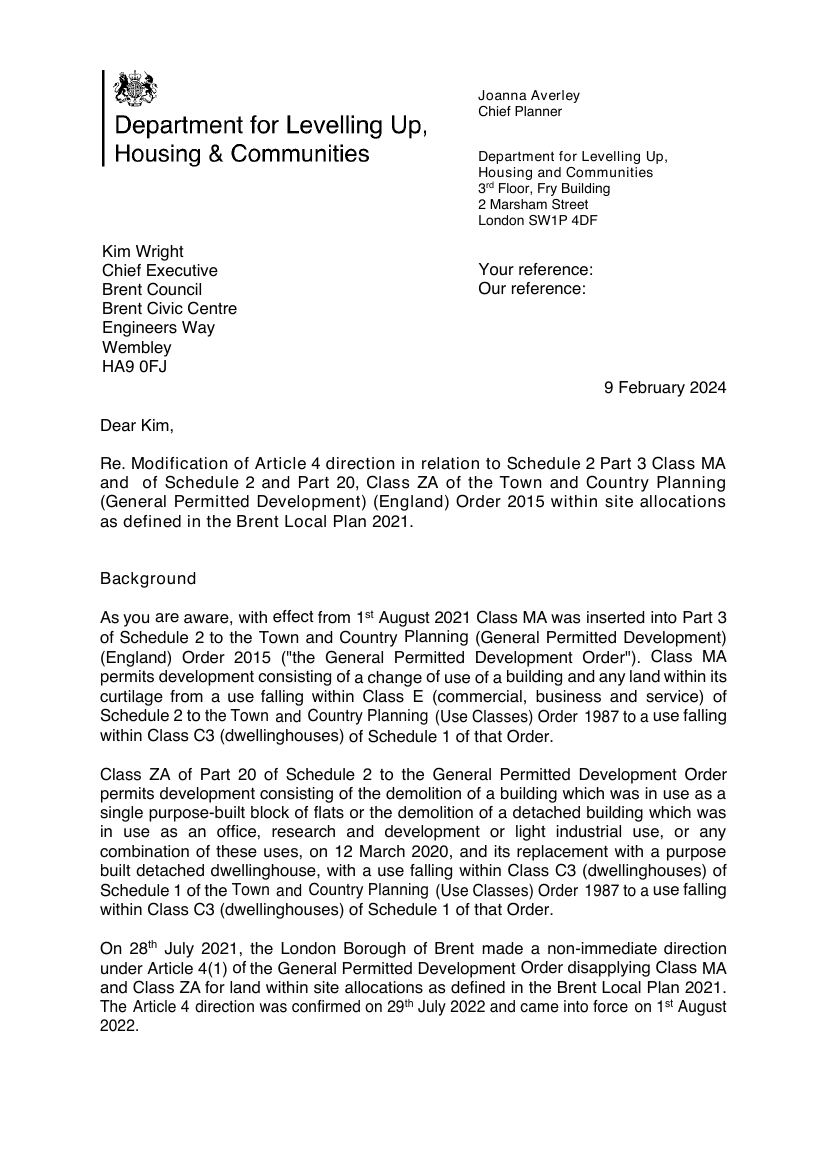 Department for Levelling Up,
Housing & Communities
Joanna Averley
Chief Planner
Department for Levelling Up,
Housing and Communities
3rd Floor, Fry Building
2 Marsham Street
London SW1P 4DF
Kim Wright
Chief Executive
Brent Council
Brent Civic Centre
Engineers Way
Wembley
HA9 0FJ
Your reference:
Our reference:
9 February 2024
Dear Kim,
Re. Modification of Article 4 direction in relation to Schedule 2 Part 3 Class MA
and of Schedule 2 and Part 20, Class ZA of the Town and Country Planning
(General Permitted Development) (England) Order 2015 within site allocations
as defined in the Brent Local Plan 2021.
Background
As you are aware, with effect from 1st August 2021 Class MA was inserted into Part 3
of Schedule 2 to the Town and Country Planning (General Permitted Development)
(England) Order 2015 ("the General Permitted Development Order"). Class MA
permits development consisting of a change of use of a building and any land within its
curtilage from a use falling within Class E (commercial, business and service) of
Schedule 2 to the Town and Country Planning (Use Classes) Order 1987 to a use falling
within Class C3 (dwellinghouses) of Schedule 1 of that Order.
Class ZA of Part 20 of Schedule 2 to the General Permitted Development Order
permits development consisting of the demolition of a building which was in use as a
single purpose-built block of flats or the demolition of a detached building which was
in use as an office, research and development or light industrial use, or any
combination of these uses, on 12 March 2020, and its replacement with a purpose
built detached dwellinghouse, with a use falling within Class C3 (dwellinghouses) of
Schedule 1 of the Town and Country Planning (Use Classes) Order 1987 to a use falling
within Class C3 (dwellinghouses) of Schedule 1 of that Order.
On 28th July 2021, the London Borough of Brent made a non-immediate direction
under Article 4(1) of the General Permitted Development Order disapplying Class MA
and Class ZA for land within site allocations as defined in the Brent Local Plan 2021.
The Article 4 direction was confirmed on 29th July 2022 and came into force on 1st August
2022.